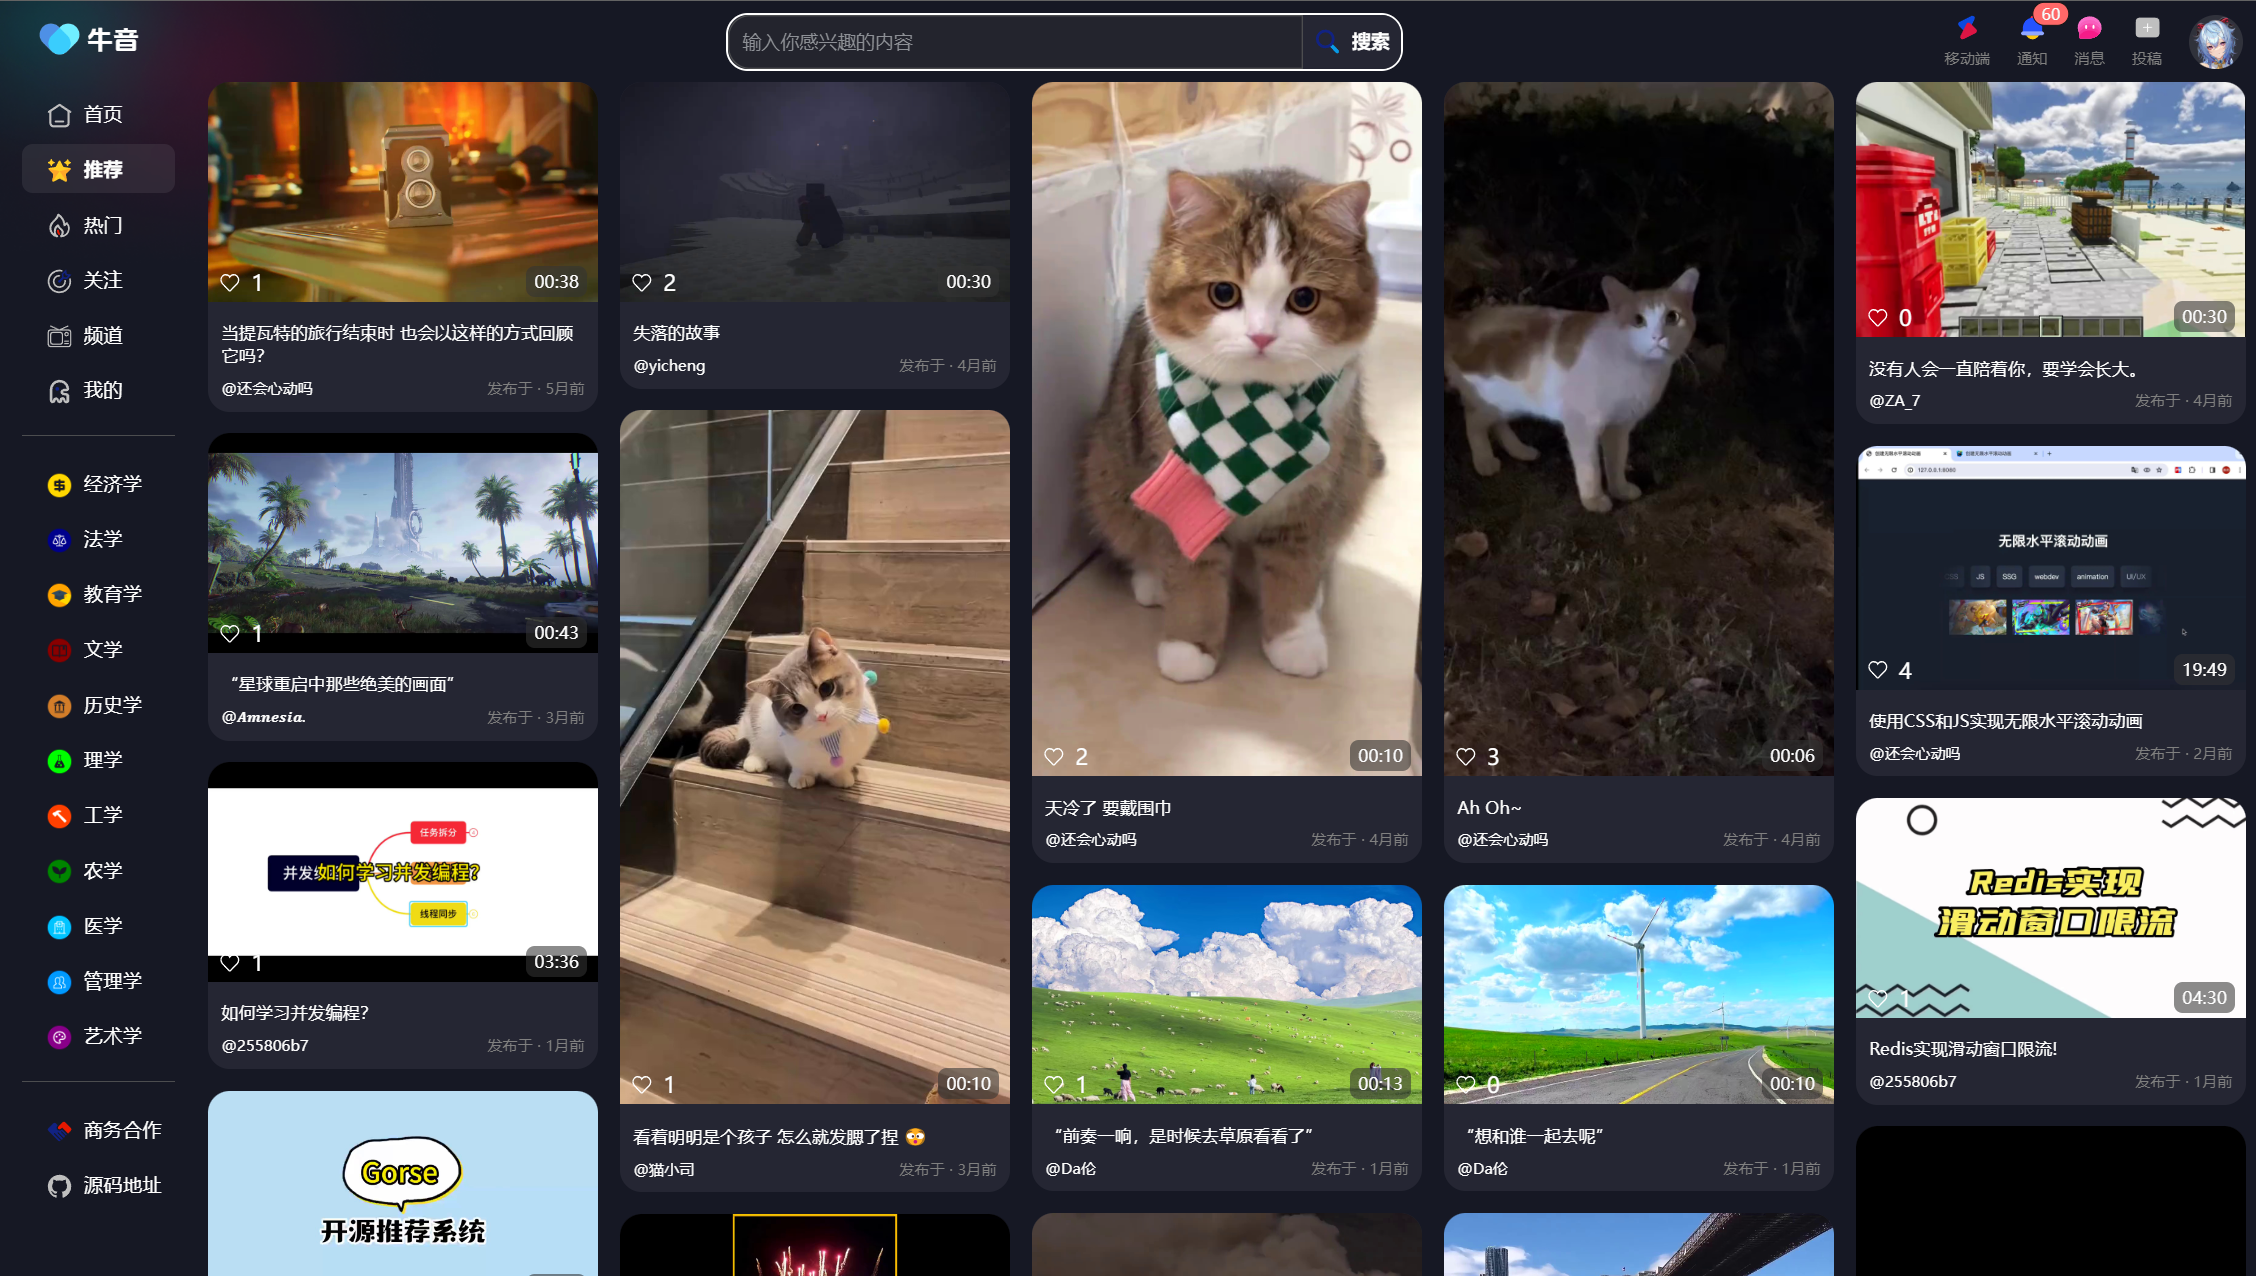 牛音
输入你感兴趣的内容
搜索
移动端
60
通知
消息
投稿
首页
推荐
热门
关注
频道
我的
经济学
法学
教育学
文学
历史学
理学
工学
农学
医学
管理学
艺术学
商务合作
源码地址
1
00:38
当提瓦特的旅行结束时 也会以这样的方式回顾
它吗?
@还会心动吗
发布于 · 5月前
1
00:43
“星球重启中那些绝美的画面”
@Amnesia.
发布于 · 3月前
任务拆分
如何学习并发编程?
线程同步
1
03:36
如何学习并发编程?
@255806b7
发布于 · 1月前
Gorse
开源推荐系统
2
00:30
失落的故事
@yicheng
发布于 · 4月前
1
00:10
看着明明是个孩子 怎么就发腮了捏 😲
@猫小司
发布于 · 3月前
2
00:10
天冷了 要戴围巾
@还会心动吗
发布于 · 4月前
1
00:13
“前奏一响，是时候去草原看看了”
@Da伦
发布于 · 1月前
3
00:06
Ah Oh~
@还会心动吗
发布于 · 4月前
0
00:10
“想和谁一起去呢”
@Da伦
发布于 · 1月前
0
00:30
没有人会一直陪着你，要学会长大。
@ZA_7
发布于 · 4月前
127.0.0.1:8080
无限水平滚动动画
CSS JS SSG webdev animation UI/UX
4
19:49
使用CSS和JS实现无限水平滚动动画
@还会心动吗
发布于 · 2月前
Redis实现
滑动窗口限流
1
04:30
Redis实现滑动窗口限流!
@255806b7
发布于 · 1月前